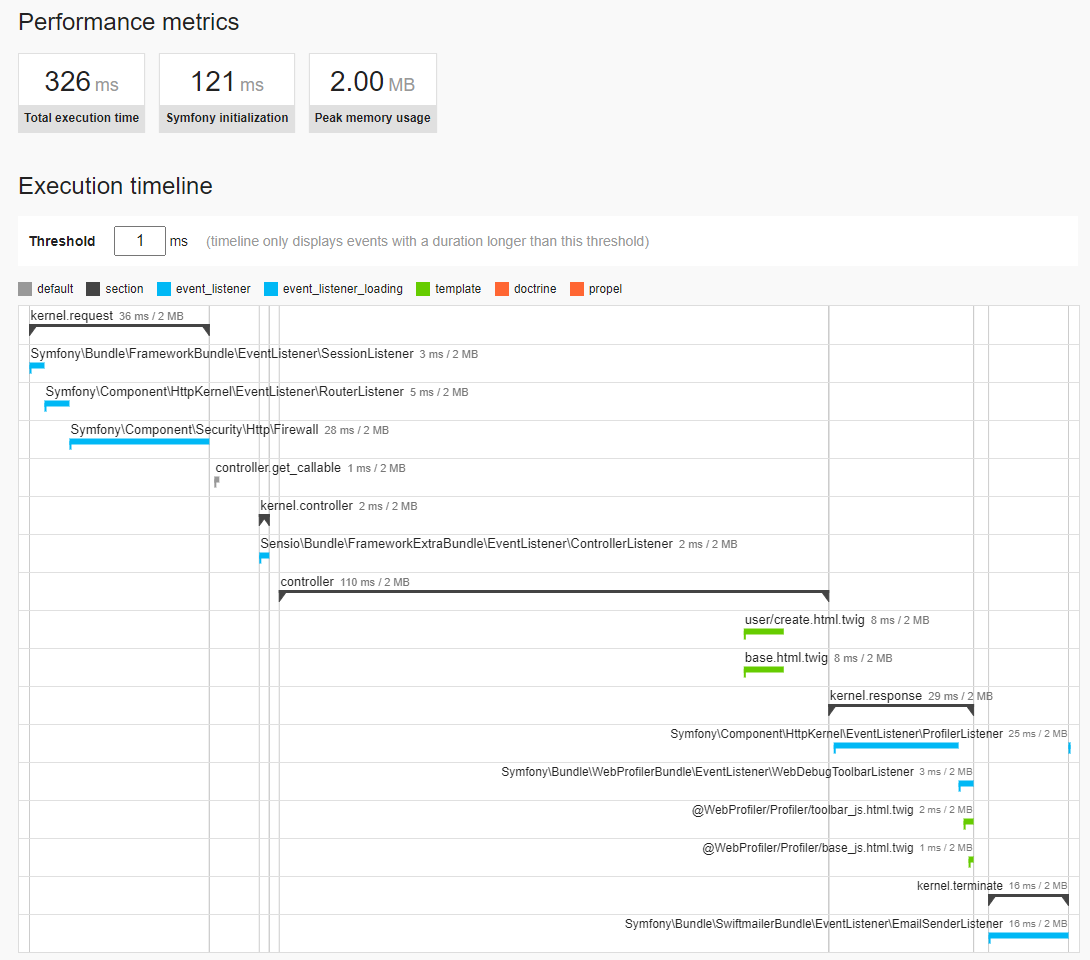 Performance metrics
326 ms 121 ms 2.00 MB
Total execution time Symfony initialization Peak memory usage
Execution timeline
Threshold 1 ms (timeline only displays events with a duration longer than this threshold)
default section event_listener event_listener_loading template doctrine propel
kernel.request 36 ms / 2 MB
Symfony\Bundle\FrameworkBundle\EventListener\SessionListener 3 ms / 2 MB
Symfony\Component\HttpKernel\EventListener\RouterListener 5 ms / 2 MB
Symfony\Component\Security\Http\Firewall 28 ms / 2 MB
controller.get_callable 1 ms / 2 MB
kernel.controller 2 ms / 2 MB
Sensio\Bundle\FrameworkExtraBundle\EventListener\ControllerListener 2 ms / 2 MB
controller 110 ms / 2 MB
user/create.html.twig 8 ms / 2 MB
base.html.twig 8 ms / 2 MB
kernel.response 29 ms / 2 MB
Symfony\Component\HttpKernel\EventListener\ProfilerListener 25 ms / 2 MB
Symfony\Bundle\WebProfilerBundle\EventListener\WebDebugToolbarListener 3 ms / 2 MB
@WebProfiler/Profiler/toolbar_js.html.twig 2 ms / 2 MB
@WebProfiler/Profiler/base_js.html.twig 1 ms / 2 MB
kernel.terminate 16 ms / 2 MB
Symfony\Bundle\SwiftmailerBundle\EventListener\EmailSenderListener 16 ms / 2 MB